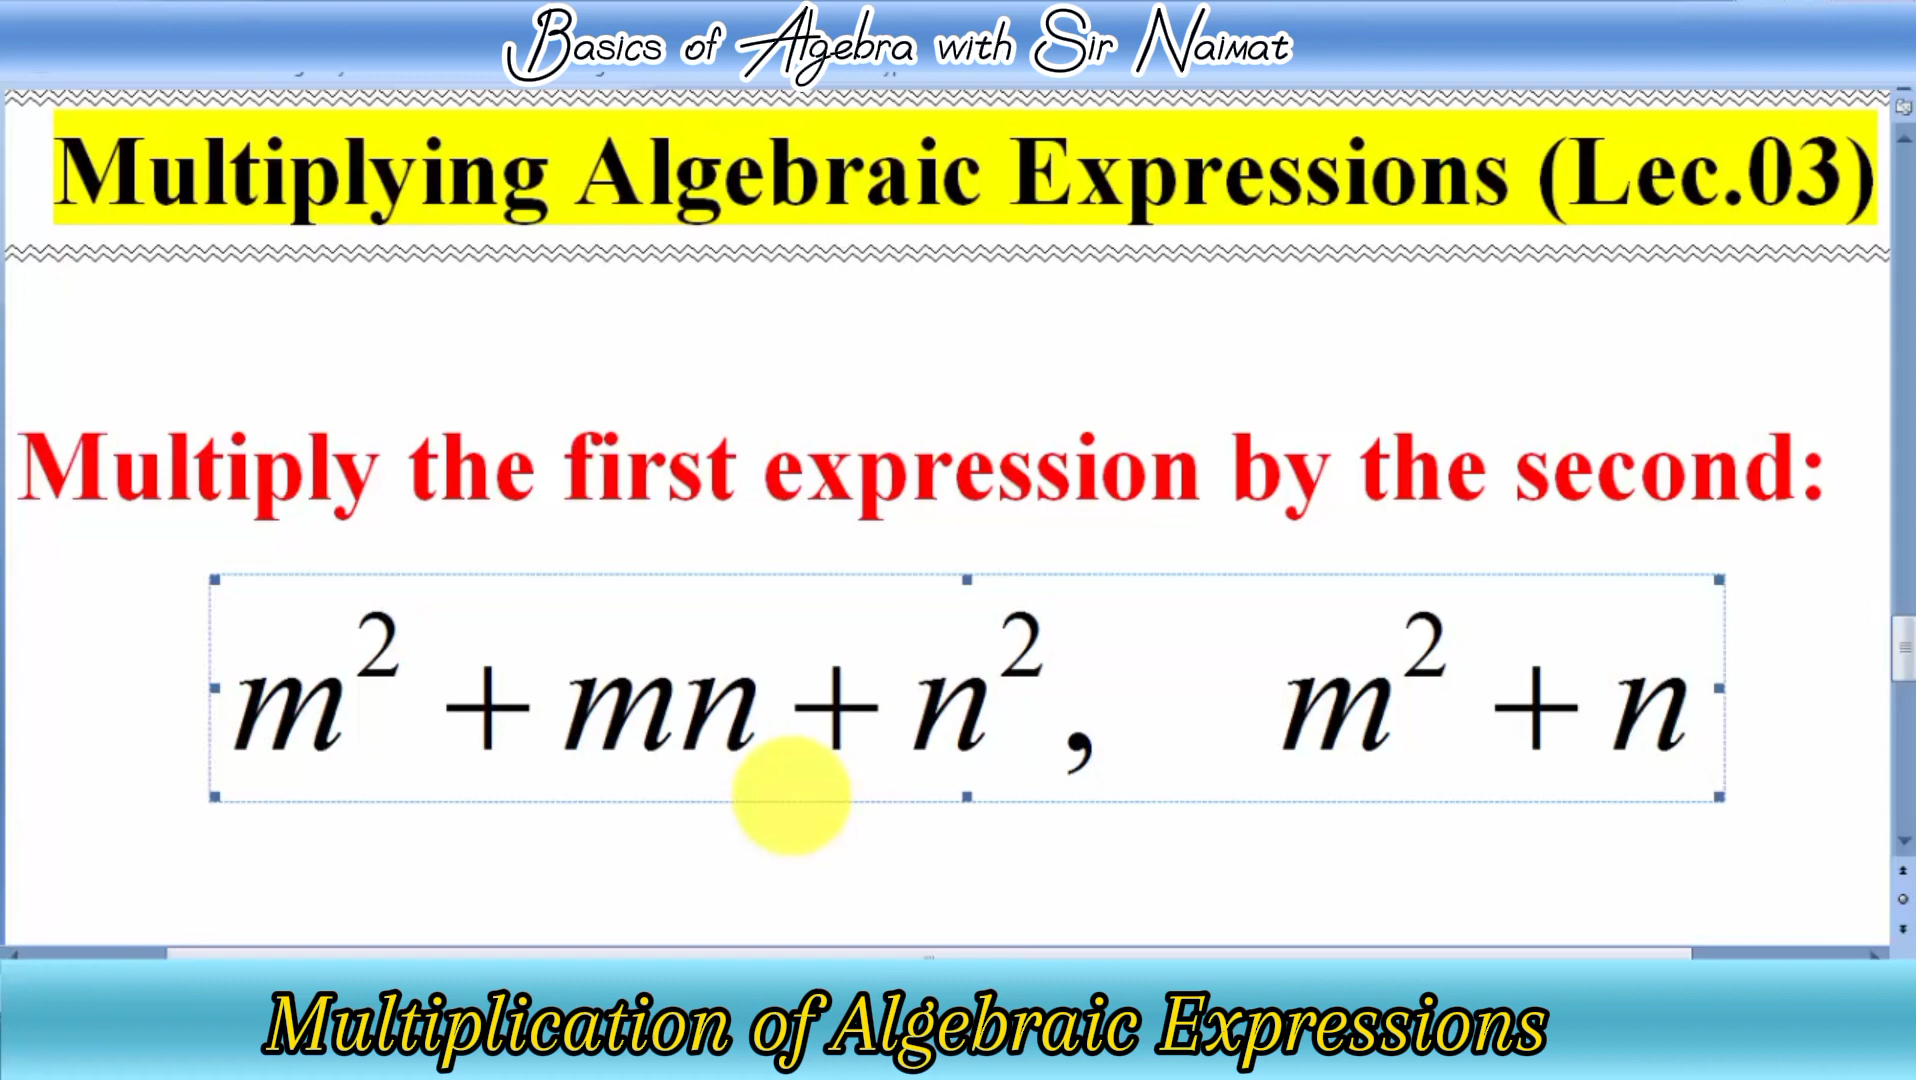 Basics of Algebra with Sir Naimat
Multiplying Algebraic Expressions (Lec.03)
Multiply the first expression by the second:
m² + mn + n², m² + n
Multiplication of Algebraic Expressions